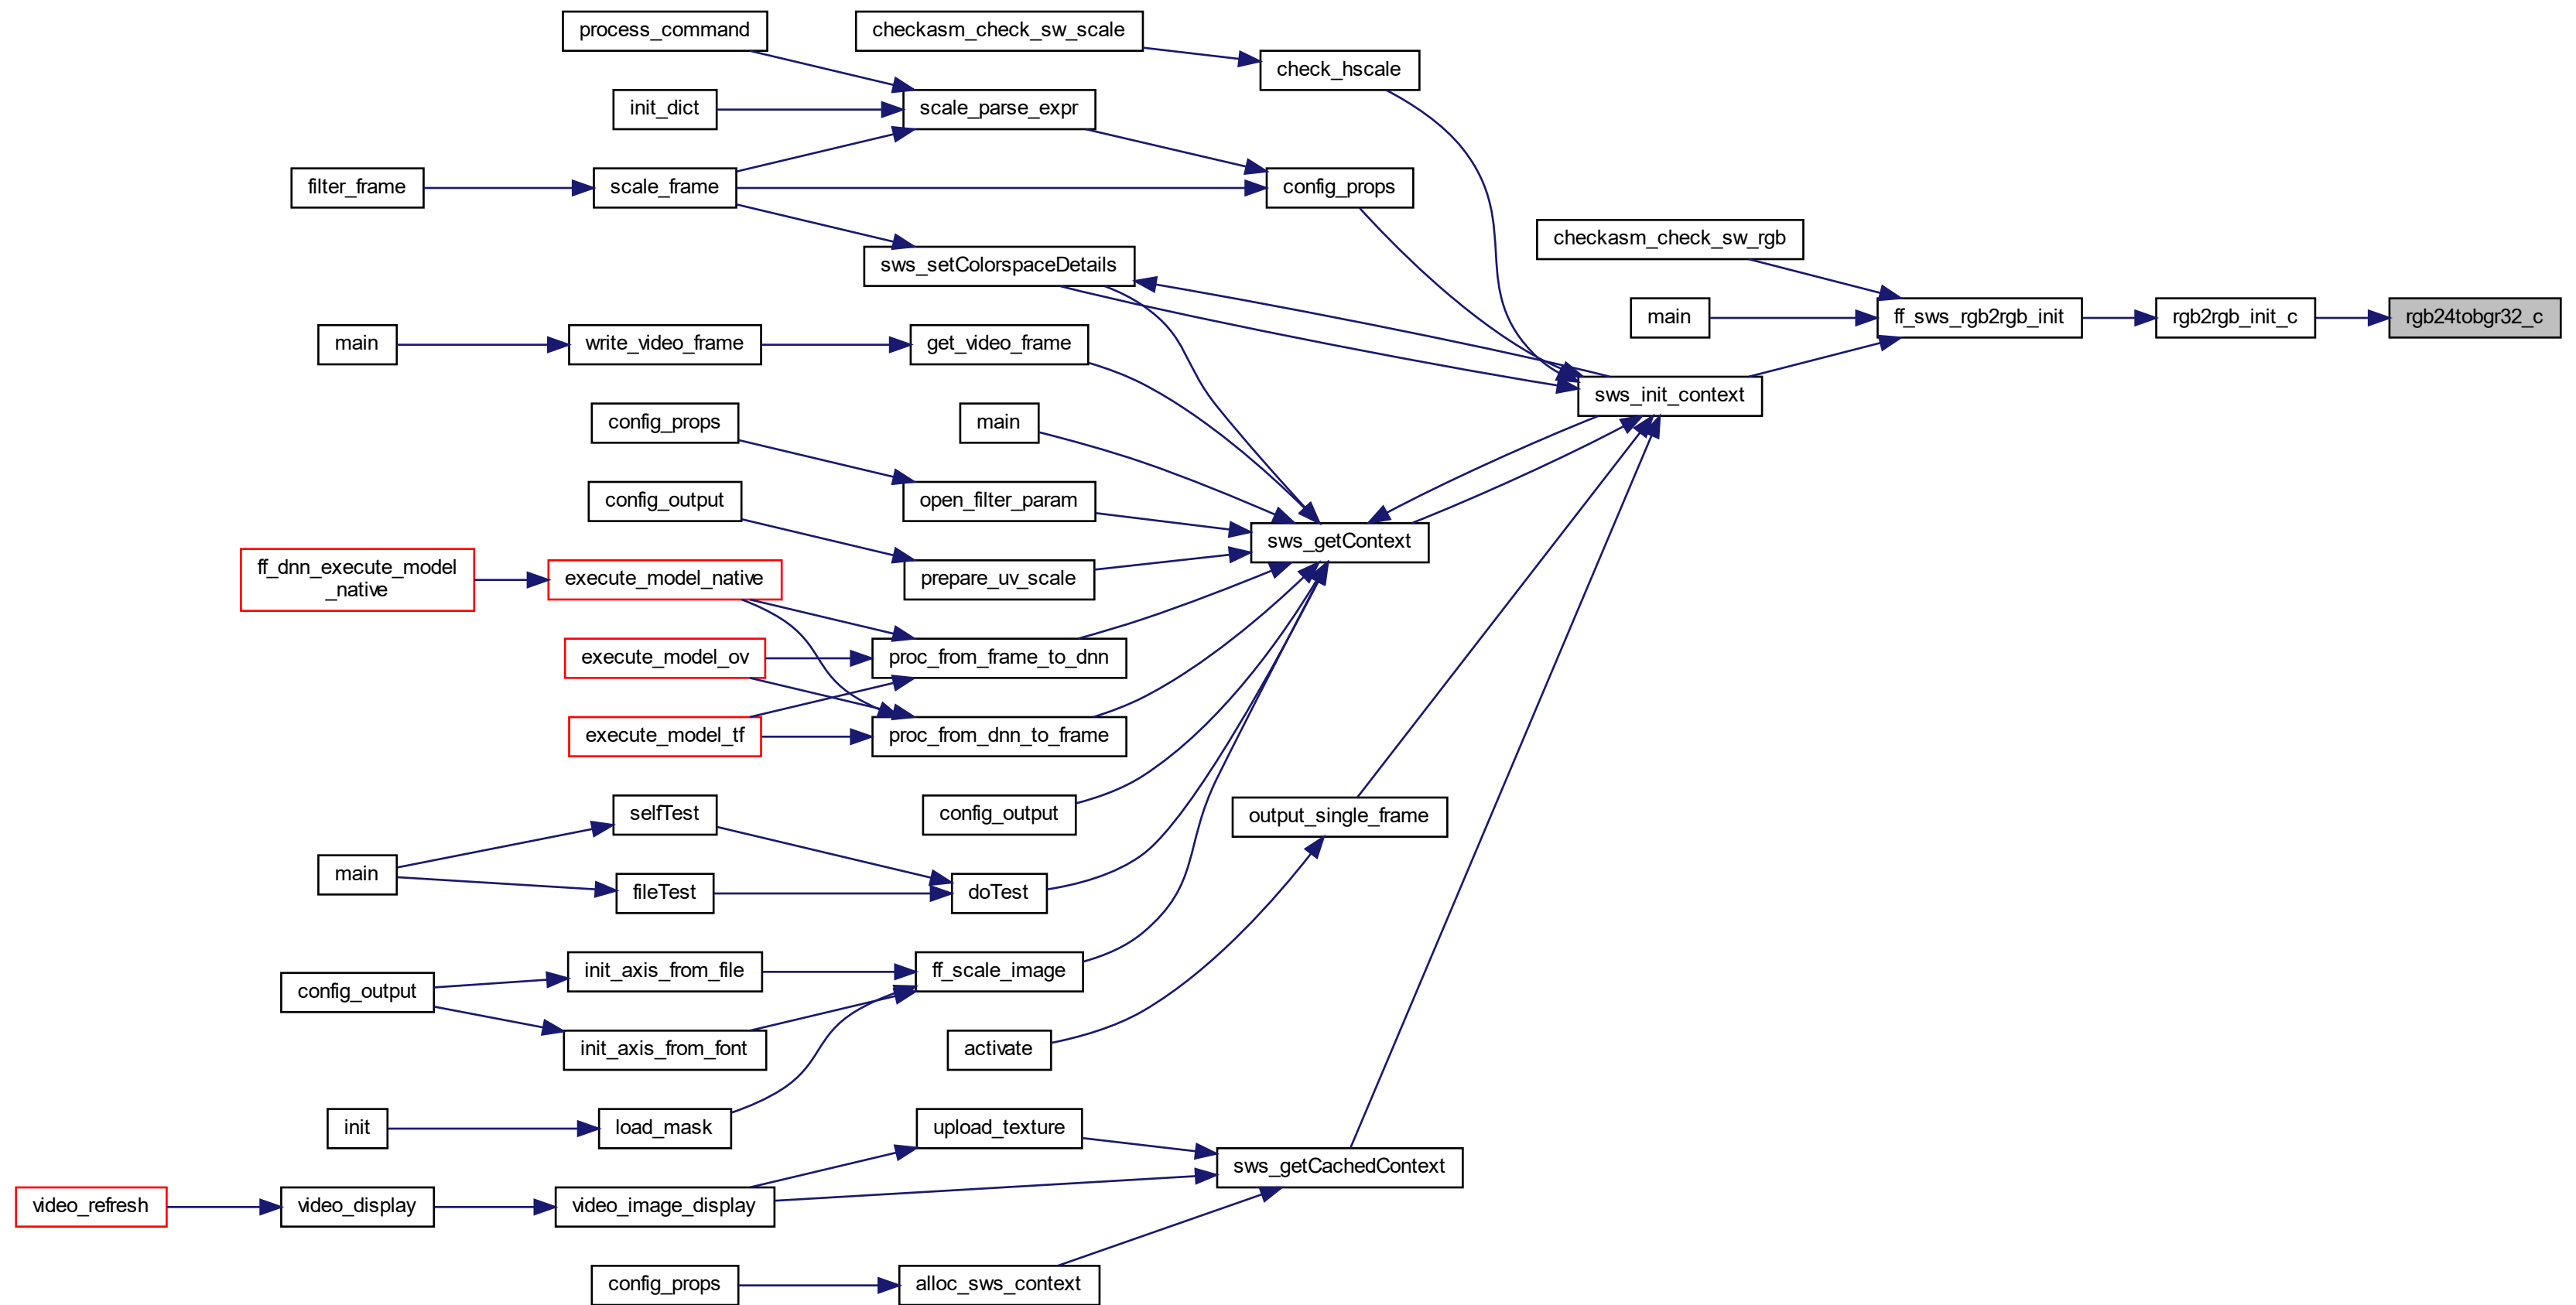 process_command
checkasm_check_sw_scale
check_hscale
init_dict
scale_parse_expr
filter_frame
scale_frame
config_props
checkasm_check_sw_rgb
sws_setColorspaceDetails
main
ff_sws_rgb2rgb_init
rgb2rgb_init_c
rgb24tobgr32_c
main
write_video_frame
get_video_frame
sws_init_context
config_props
main
config_output
open_filter_param
sws_getContext
ff_dnn_execute_model
_native
execute_model_native
prepare_uv_scale
execute_model_ov
proc_from_frame_to_dnn
execute_model_tf
proc_from_dnn_to_frame
selfTest
config_output
output_single_frame
main
fileTest
doTest
config_output
init_axis_from_file
ff_scale_image
init_axis_from_font
activate
init
load_mask
upload_texture
sws_getCachedContext
video_refresh
video_display
video_image_display
config_props
alloc_sws_context